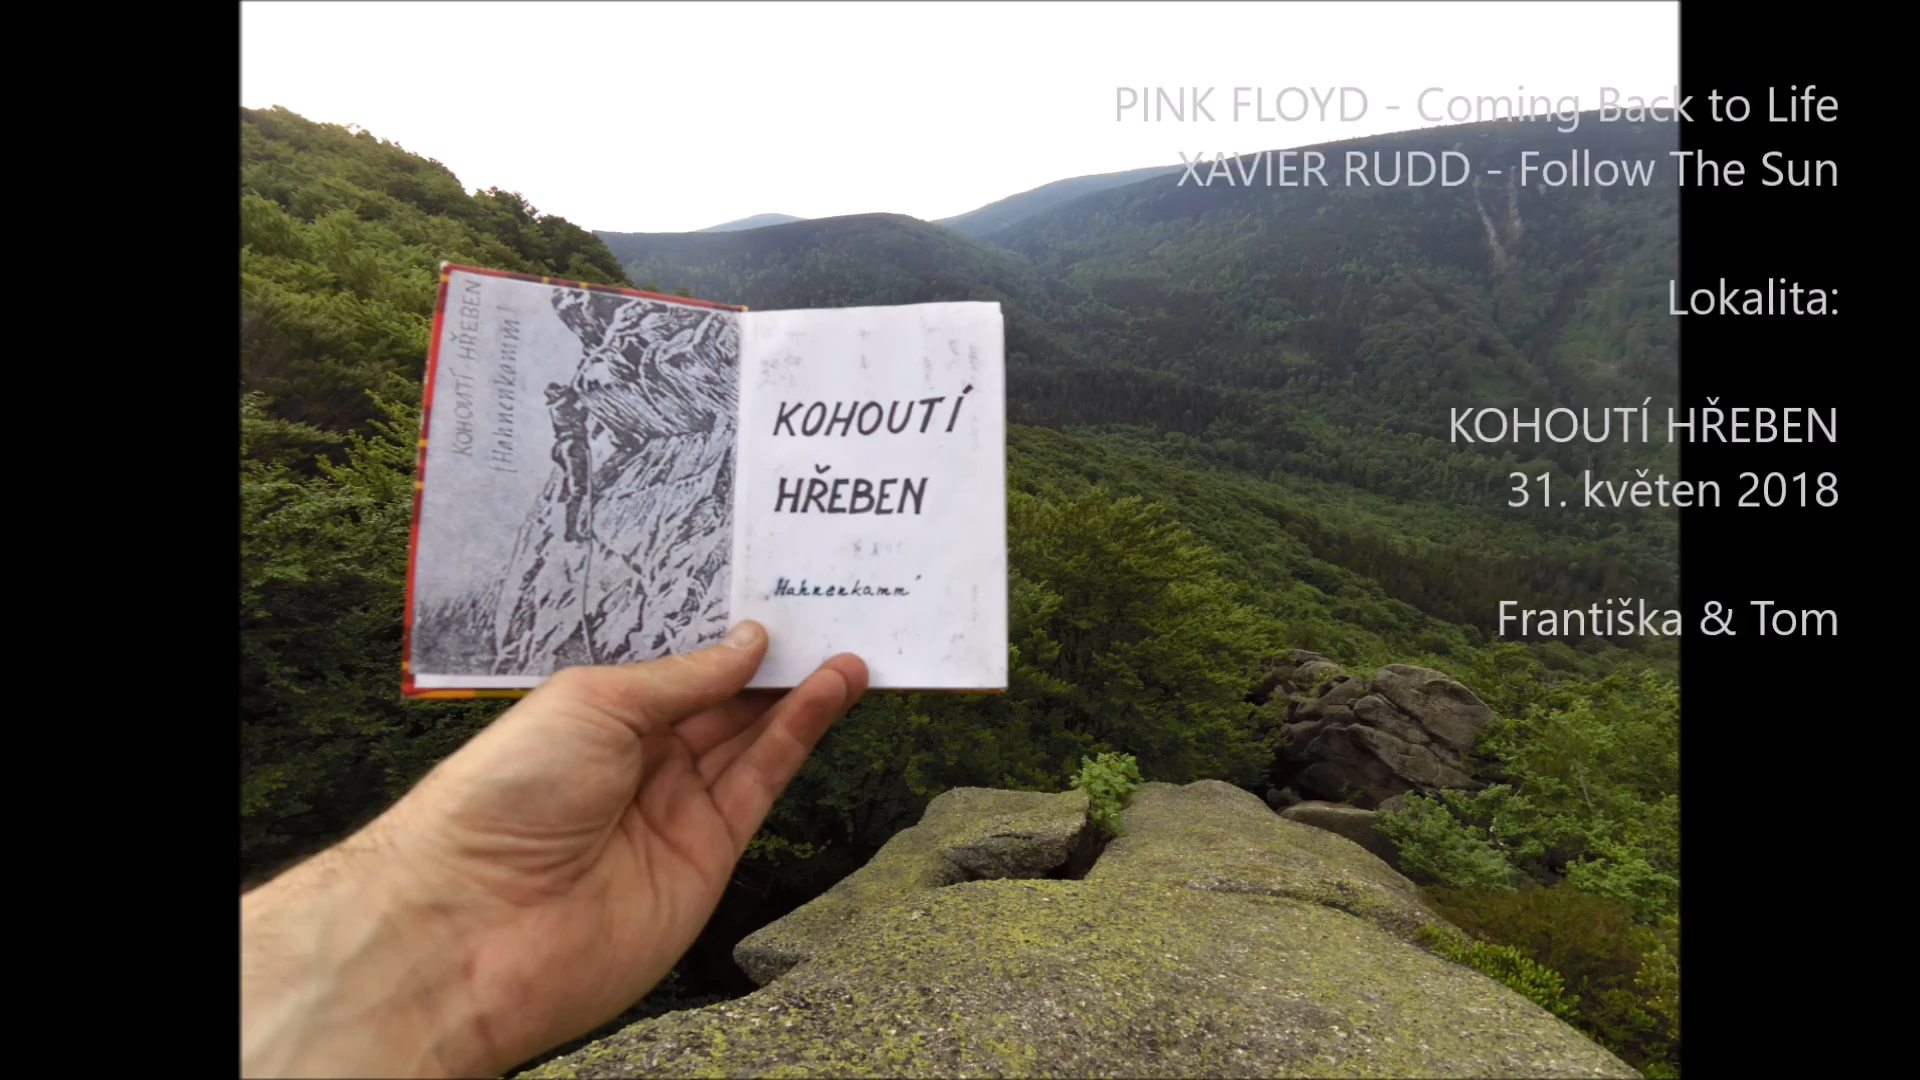 KOHOUTÍ HŘEBEN
(Hahnenkamm)
KOHOUTÍ
HŘEBEN
„Hahnenkamm"
PINK FLOYD - Coming Back to Life
XAVIER RUDD - Follow The Sun
Lokalita:
KOHOUTÍ HŘEBEN
31. květen 2018
Františka & Tom